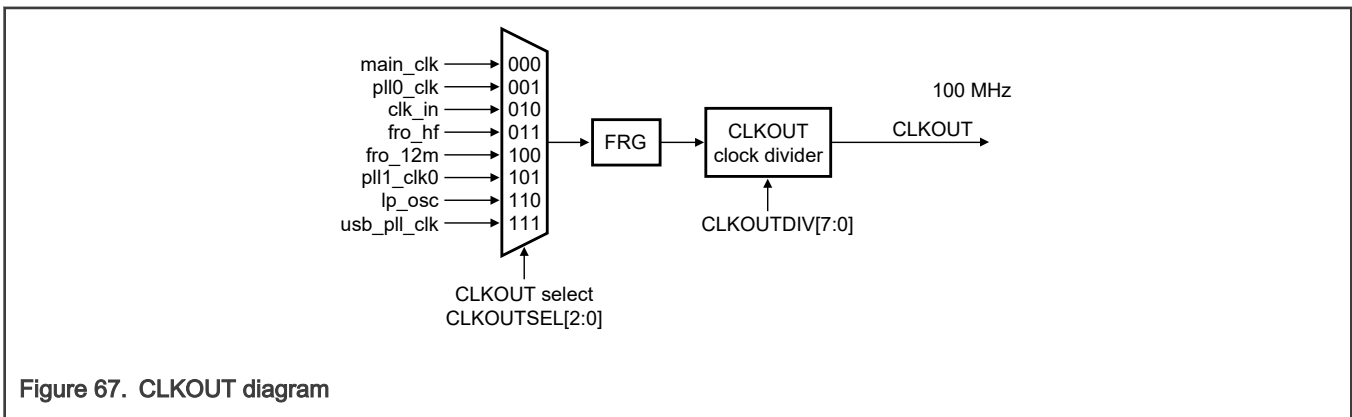 main_clk
000
pll0_clk
001
clk_in
010
fro_hf
011
fro_12m
100
pll1_clk0
101
lp_osc
110
usb_pll_clk
111
CLKOUT select
CLKOUTSEL[2:0]
FRG
CLKOUT
clock divider
CLKOUTDIV[7:0]
100 MHz
CLKOUT
Figure 67. CLKOUT diagram